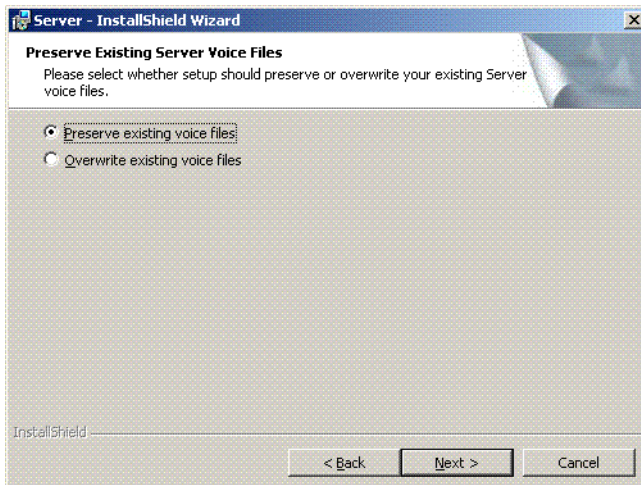 Server - InstallShield Wizard
Preserve Existing Server Voice Files
Please select whether setup should preserve or overwrite your existing Server
voice files.
Preserve existing voice files
Overwrite existing voice files
InstallShield
< Back Next > Cancel